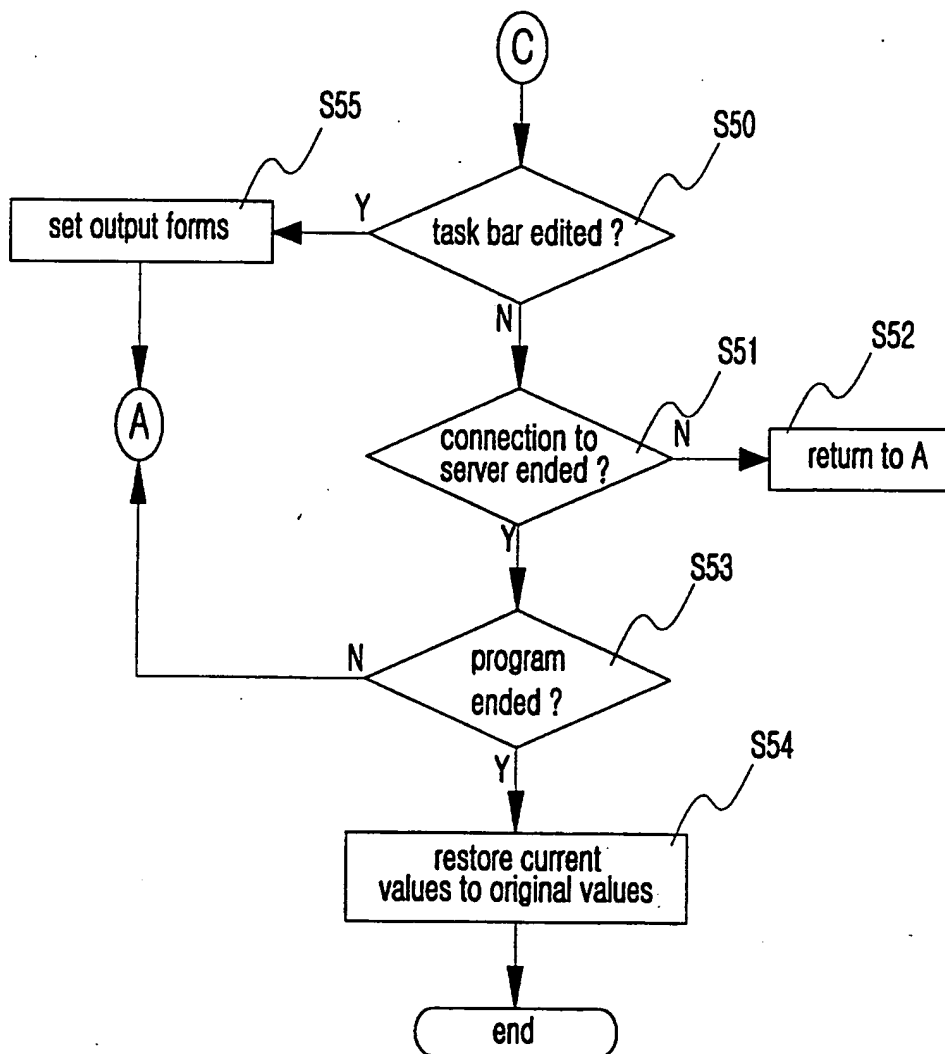 C
S55
S50
Y
set output forms
task bar edited ?
N
S51
S52
A
connection to
server ended ?
N
return to A
Y
S53
N
program
ended ?
Y
S54
restore current
values to original values
end